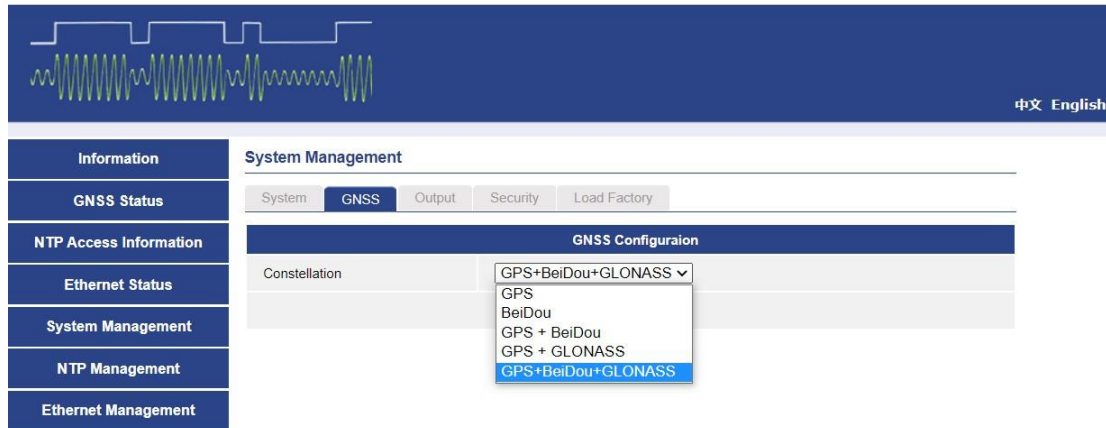 中文 English
Information
GNSS Status
NTP Access Information
Ethernet Status
System Management
NTP Management
Ethernet Management
System Management
System GNSS Output Security Load Factory
GNSS Configuraion
Constellation GPS+BeiDou+GLONASS
GPS
BeiDou
GPS + BeiDou
GPS + GLONASS
GPS+BeiDou+GLONASS